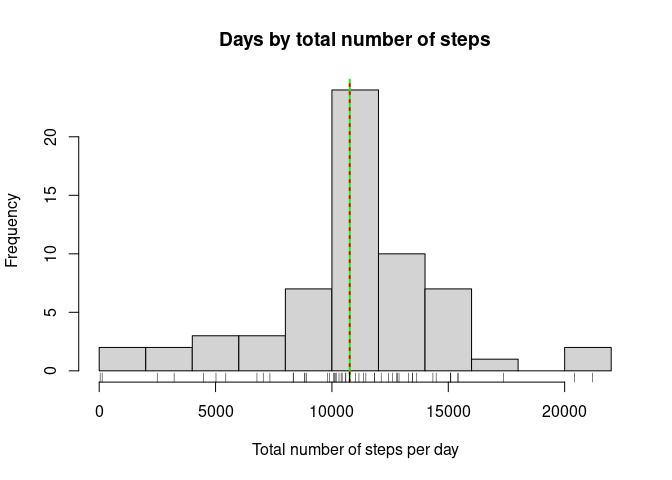 Days by total number of steps
Frequency
20
15
10
5
0
0 5000 10000 15000 20000
Total number of steps per day